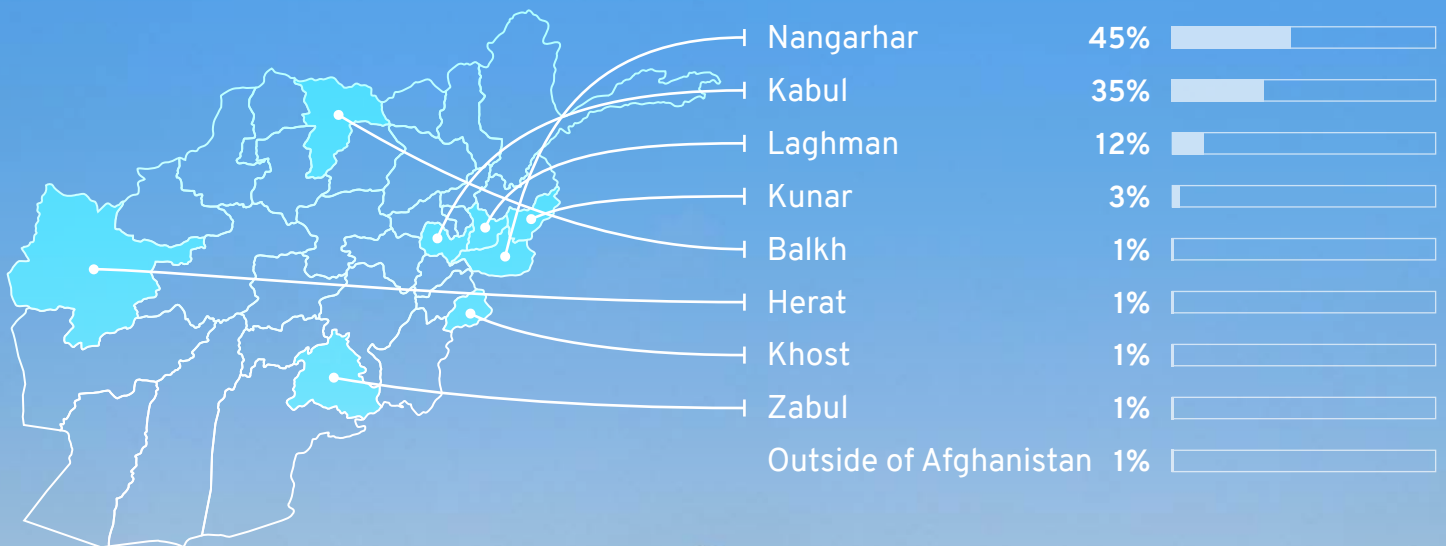 Nangarhar 45%
Kabul 35%
Laghman 12%
Kunar 3%
Balkh 1%
Herat 1%
Khost 1%
Zabul 1%
Outside of Afghanistan 1%